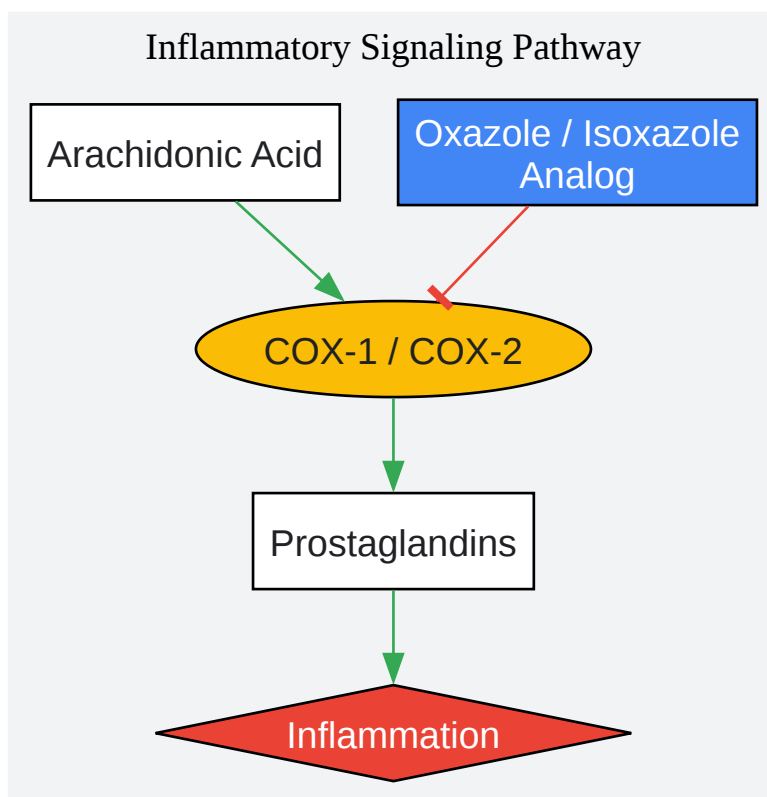 Inflammatory Signaling Pathway
Arachidonic Acid
Oxazole / Isoxazole
Analog
COX-1 / COX-2
Prostaglandins
Inflammation